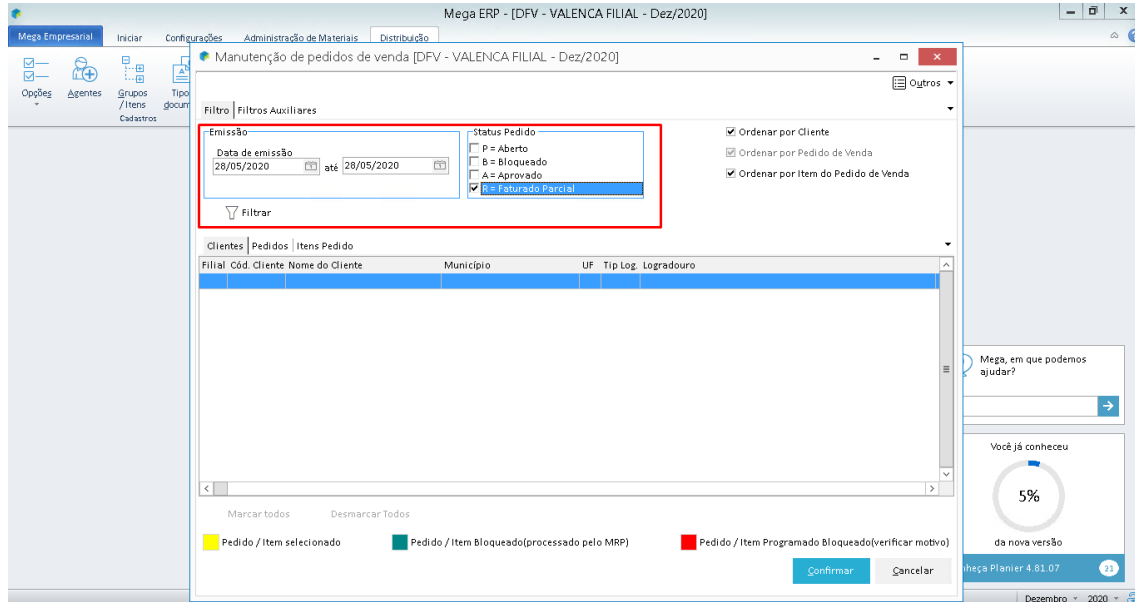 Mega ERP - [DFV - VALENCA FILIAL - Dez/2020]
Mega Empresarial Iniciar Configurações Administração de Materiais Distribuição
Manutenção de pedidos de venda [DFV - VALENCA FILIAL - Dez/2020]
Opções Agentes Grupos / Itens Tipo docum
Cadastros
Outros
Filtro Filtros Auxiliares
Emissão
Data de emissão
28/05/2020 até 28/05/2020
Status Pedido
P = Aberto
B = Bloqueado
A = Aprovado
R = Faturado Parcial
Ordenar por Cliente
Ordenar por Pedido de Venda
Ordenar por Item do Pedido de Venda
Filtrar
Clientes Pedidos Itens Pedido
Filial Cód. Cliente Nome do Cliente Município UF Tip Log. Logradouro
Marcar todos Desmarcar Todos
Pedido / Item selecionado Pedido / Item Bloqueado(processado pelo MRP) Pedido / Item Programado Bloqueado(verificar motivo)
Confirmar Cancelar
Mega, em que podemos
ajudar?
Você já conheceu
5%
da nova versão
nheça Planier 4.81.07 21
Dezembro 2020